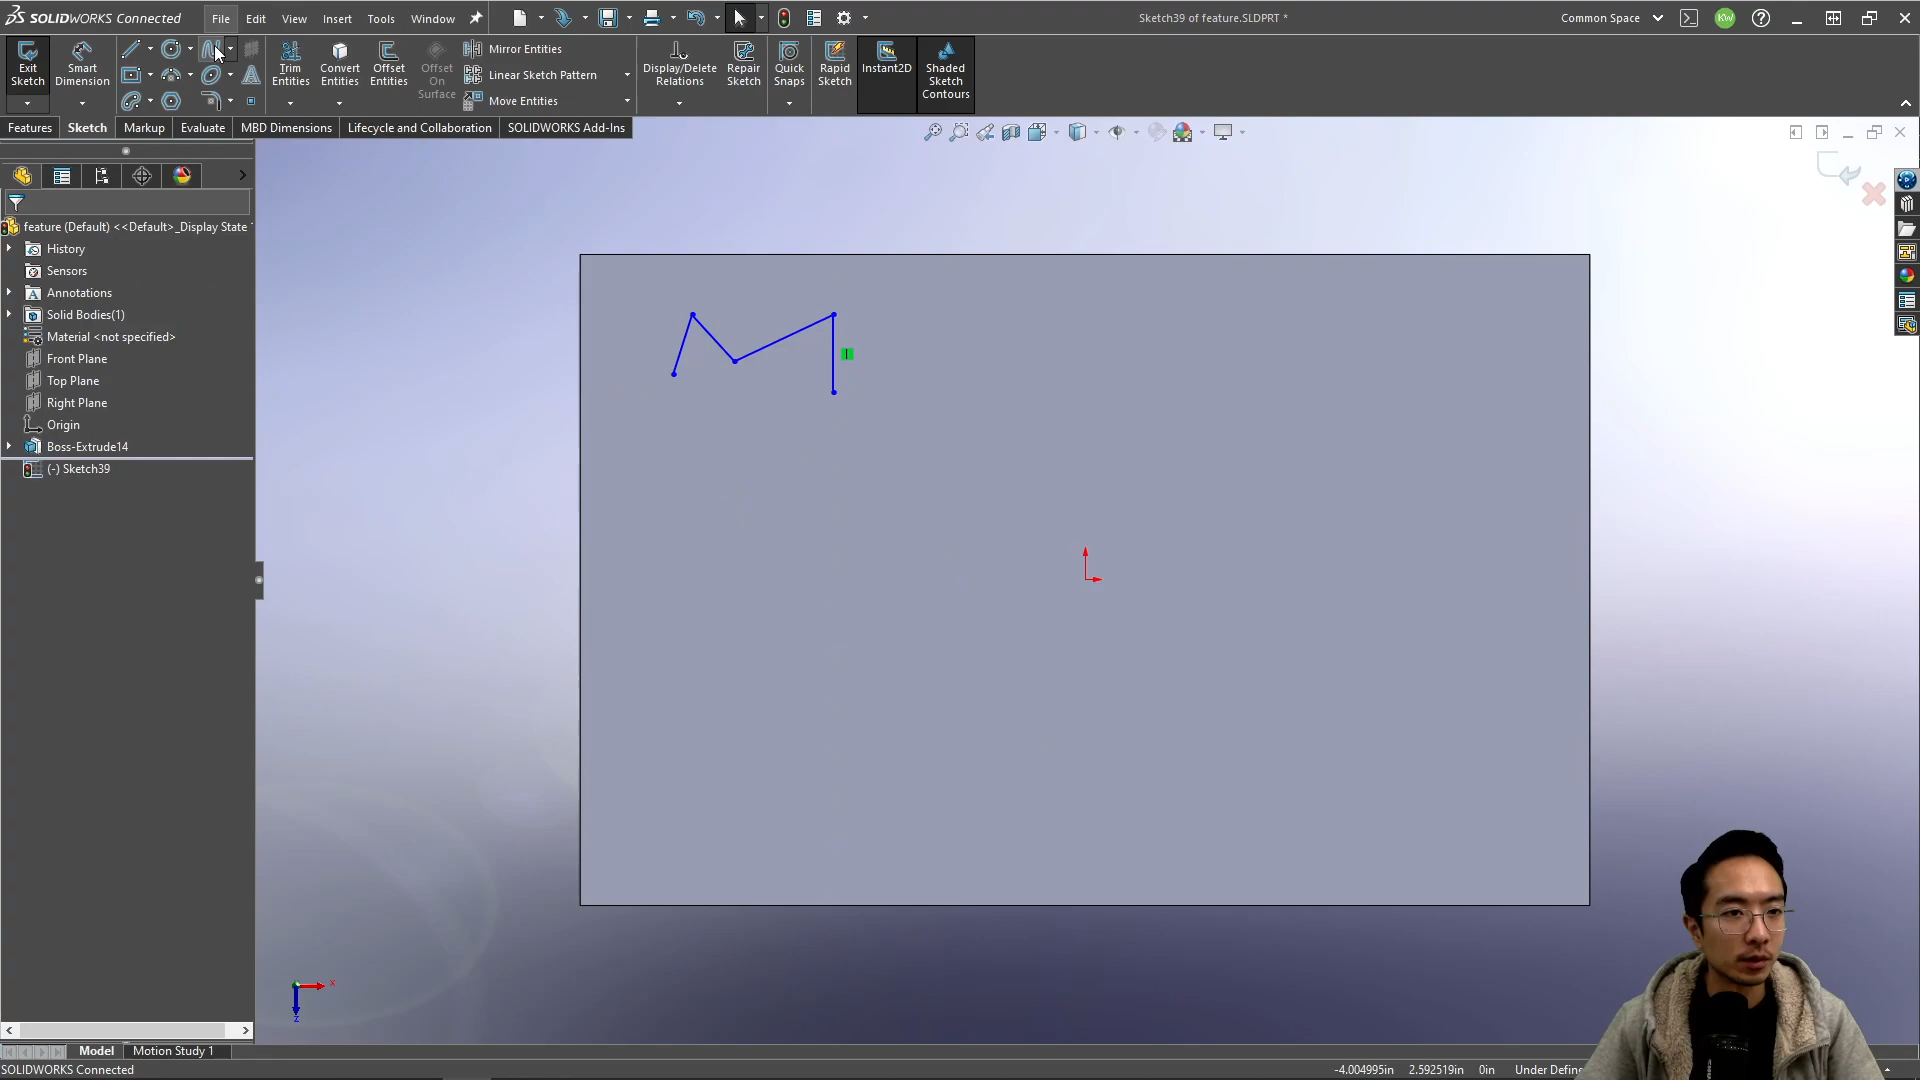 SOLIDWORKS Connected
File Edit View Insert Tools Window
Sketch39 of feature.SLDPRT *
Common Space
KW
Exit Sketch
Smart Dimension
Trim Entities
Convert Entities
Offset Entities
Offset On Surface
Mirror Entities
Linear Sketch Pattern
Move Entities
Display/Delete Relations
Repair Sketch
Quick Snaps
Rapid Sketch
Instant2D
Shaded Sketch Contours
Features Sketch Markup Evaluate MBD Dimensions Lifecycle and Collaboration SOLIDWORKS Add-Ins
feature (Default) <<Default>_Display State
History
Sensors
Annotations
Solid Bodies(1)
Material <not specified>
Front Plane
Top Plane
Right Plane
Origin
Boss-Extrude14
(-) Sketch39
x
z
Model Motion Study 1
SOLIDWORKS Connected
-4.004995in 2.592519in 0in Under Define